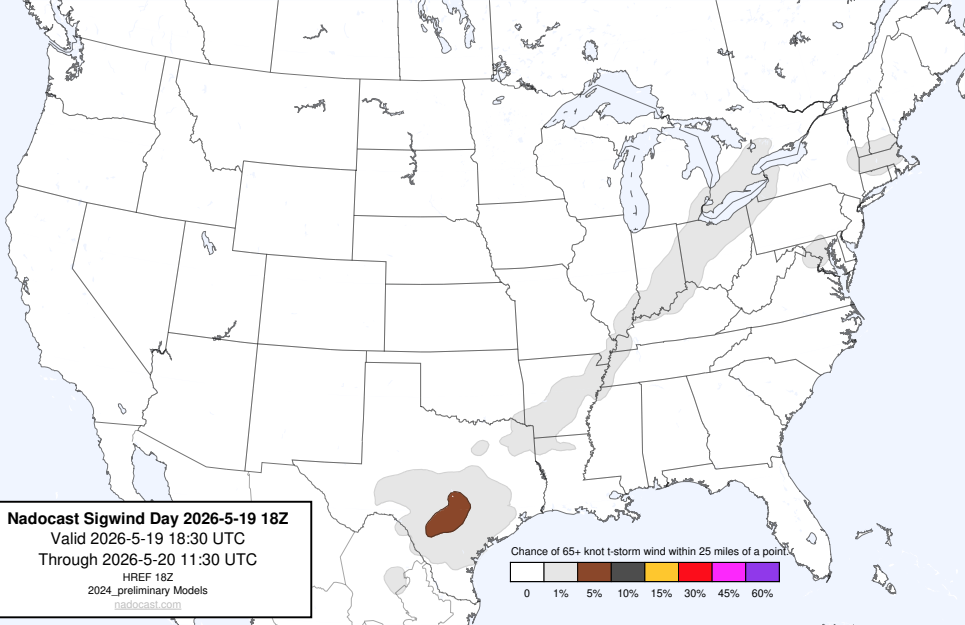 Nadocast Sigwind Day 2026-5-19 18Z
Valid 2026-5-19 18:30 UTC
Through 2026-5-20 11:30 UTC
HREF 18Z
2024_preliminary Models
nadocast.com
Chance of 65+ knot t-storm wind within 25 miles of a point.
0 1% 5% 10% 15% 30% 45% 60%